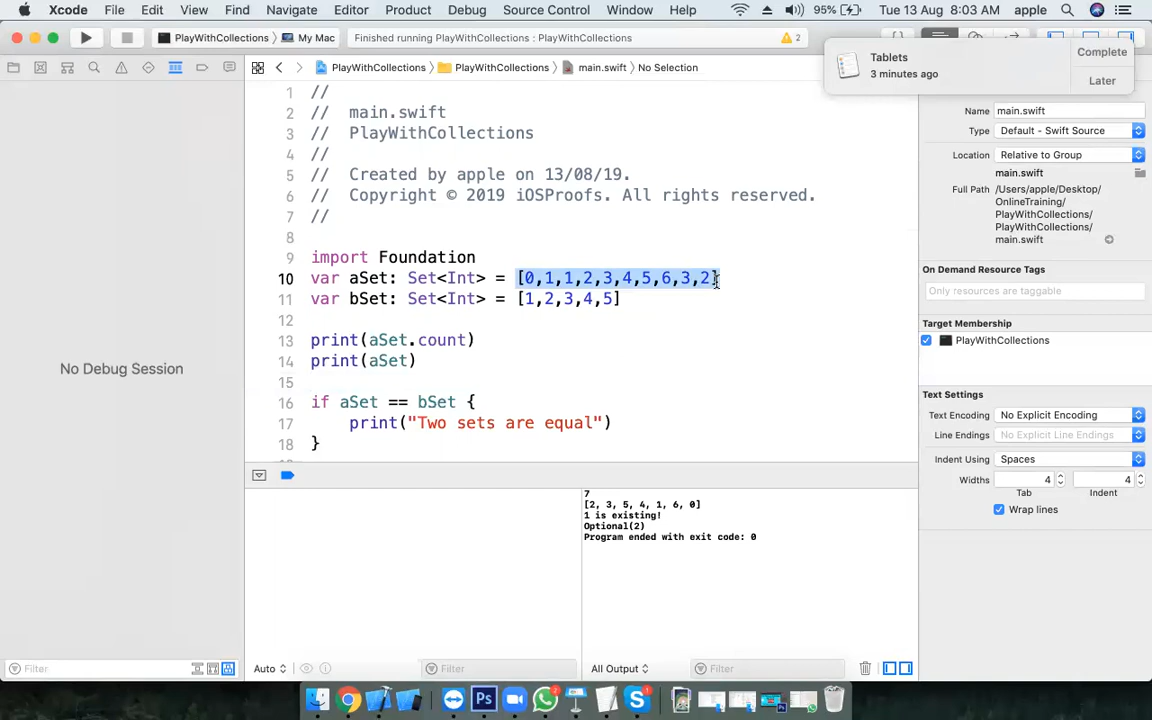 Xcode File Edit View Find Navigate Editor Product Debug Source Control Window Help 95% Tue 13 Aug 8:03 AM apple
PlayWithCollections My Mac Finished running PlayWithCollections : PlayWithCollections 2
Tablets
3 minutes ago
Complete
Later
PlayWithCollections PlayWithCollections main.swift No Selection
1 //
2 // main.swift
3 // PlayWithCollections
4 //
5 // Created by apple on 13/08/19.
6 // Copyright © 2019 iOSProofs. All rights reserved.
7 //
8
9 import Foundation
10 var aSet: Set<Int> = [0,1,1,2,3,4,5,6,3,2]
11 var bSet: Set<Int> = [1,2,3,4,5]
12
13 print(aSet.count)
14 print(aSet)
15
16 if aSet == bSet {
17 print("Two sets are equal")
18 }
No Debug Session
Name main.swift
Type Default - Swift Source
Location Relative to Group
main.swift
Full Path /Users/apple/Desktop/
OnlineTraining/
PlayWithCollections/
PlayWithCollections/
main.swift
On Demand Resource Tags
Only resources are taggable
Target Membership
PlayWithCollections
Text Settings
Text Encoding No Explicit Encoding
Line Endings No Explicit Line Endings
Indent Using Spaces
Widths 4 4
Tab Indent
Wrap lines
7
[2, 3, 5, 4, 1, 6, 0]
1 is existing!
Optional(2)
Program ended with exit code: 0
Filter Auto Filter All Output Filter
Ps 2 S 1